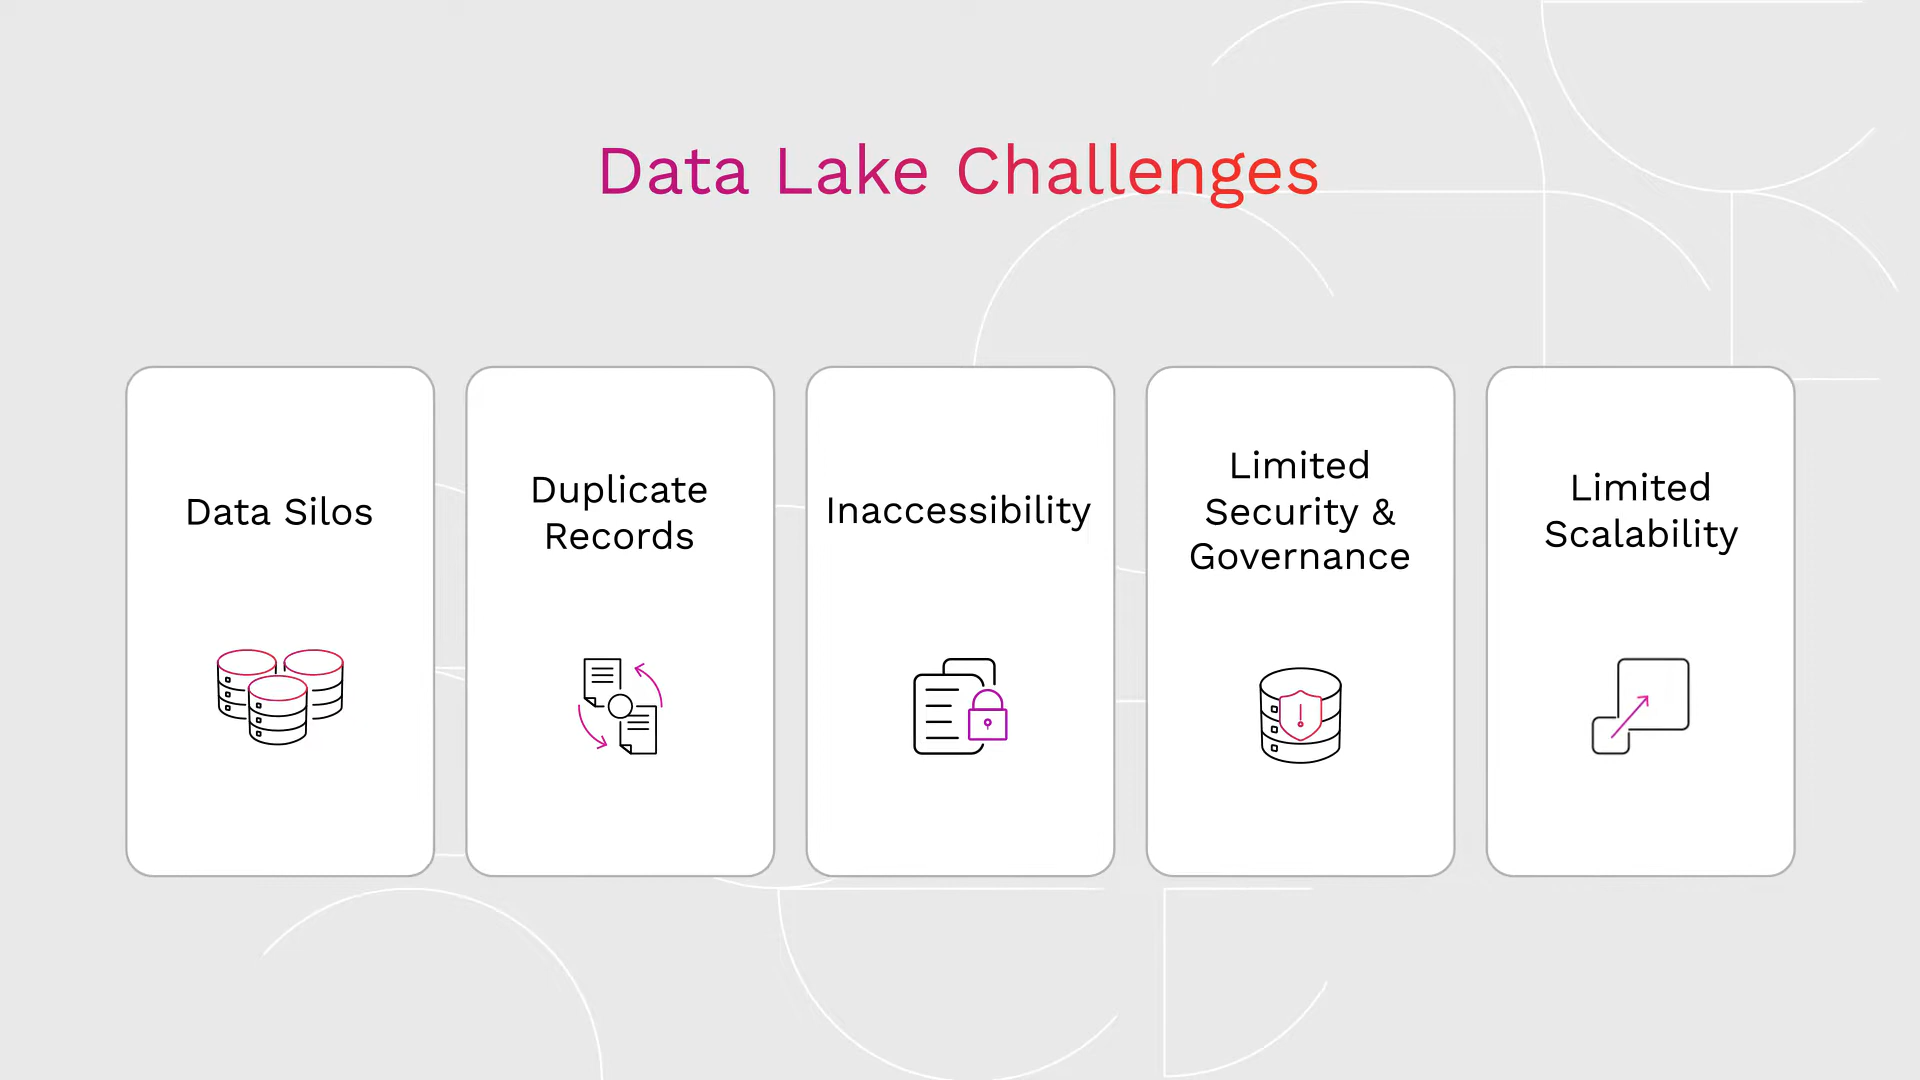 Data Lake Challenges
Data Silos
Duplicate
Records
Inaccessibility
Limited
Security &
Governance
Limited
Scalability